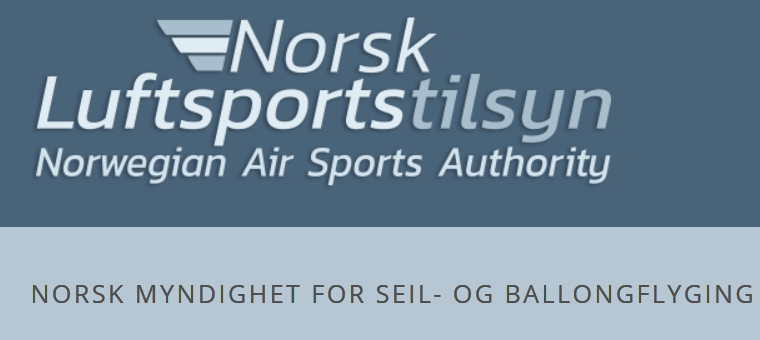 Norsk
Luftsportstilsyn
Norwegian Air Sports Authority
NORSK MYNDIGHET FOR SEIL- OG BALLONGFLYGING